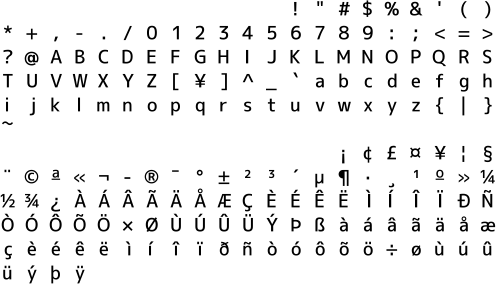 ! " # $ % & ' ( )
* + , - . / 0 1 2 3 4 5 6 7 8 9 : ; < = >
? @ A B C D E F G H I J K L M N O P Q R S
T U V W X Y Z [ ¥ ] ^ _ ` a b c d e f g h
i j k l m n o p q r s t u v w x y z { | }
~
¡ ¢ £ ¤ ¥ ¦ §
¨ © ª « ¬ - ® ¯ ° ± ² ³ ´ µ ¶ · ¸ ¹ º » ¼
½ ¾ ¿ À Á Â Ã Ä Å Æ Ç È É Ê Ë Ì Í Î Ï Ð Ñ
Ò Ó Ô Õ Ö × Ø Ù Ú Û Ü Ý Þ ß à á â ã ä å æ
ç è é ê ë ì í î ï ð ñ ò ó ô õ ö ÷ ø ù ú û
ü ý þ ÿ